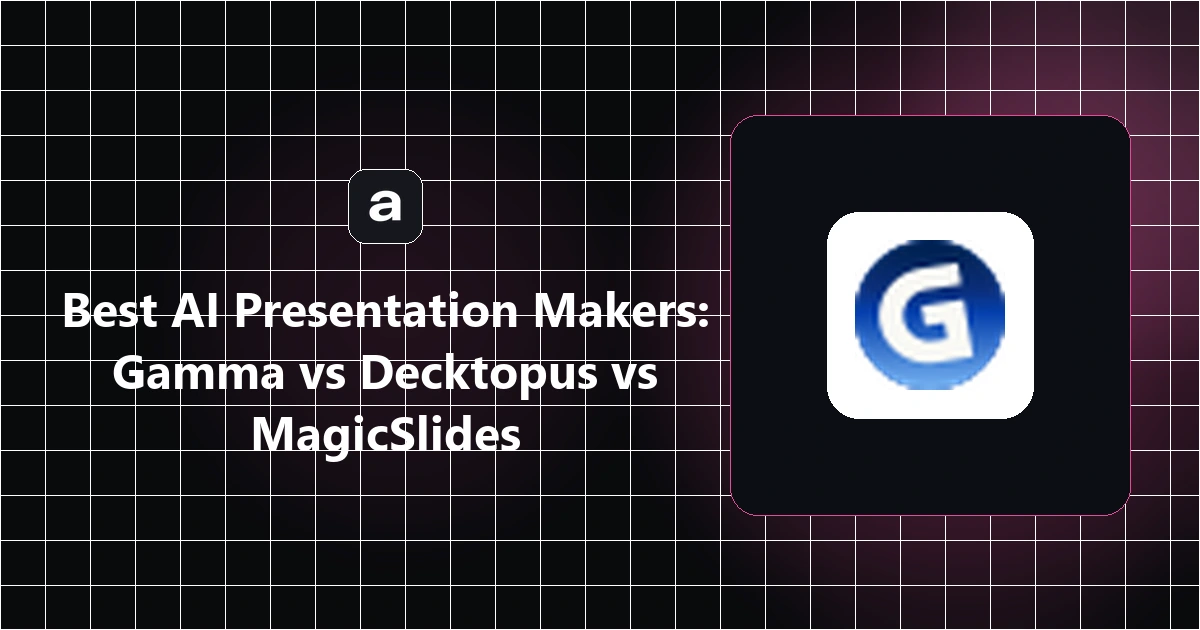 a
Best AI Presentation Makers:
Gamma vs Decktopus vs
MagicSlides
G